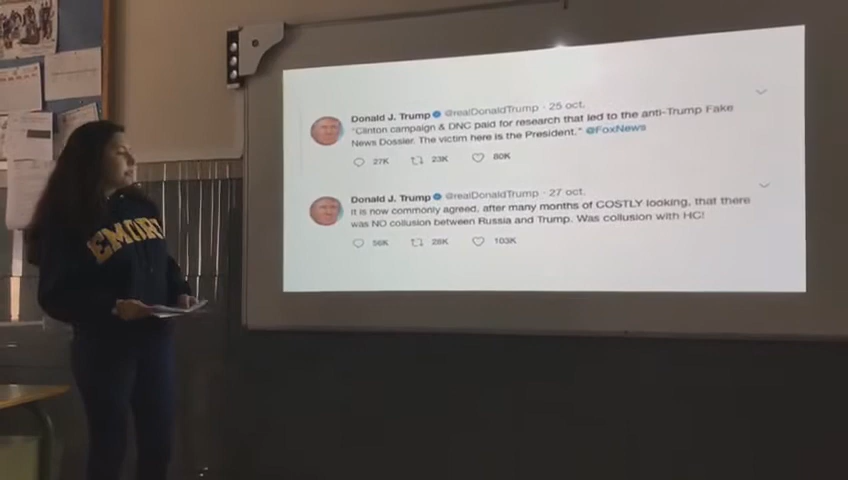 Donald J. Trump @realDonaldTrump · 25 oct.
"Clinton campaign & DNC paid for research that led to the anti-Trump Fake
News Dossier. The victim here is the President." @FoxNews
27K 23K 80K
Donald J. Trump @realDonaldTrump · 27 oct.
It is now commonly agreed, after many months of COSTLY looking, that there
was NO collusion between Russia and Trump. Was collusion with HC!
56K 28K 103K
EMORY